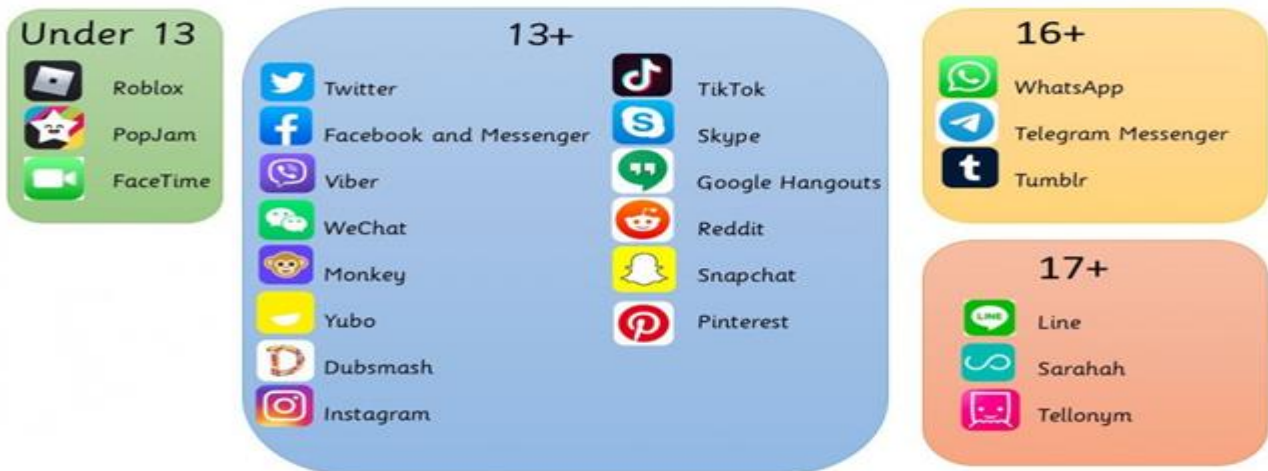 Under 13
Roblox
PopJam
FaceTime
13+
Twitter
Facebook and Messenger
Viber
WeChat
Monkey
Yubo
Dubsmash
Instagram
TikTok
Skype
Google Hangouts
Reddit
Snapchat
Pinterest
16+
WhatsApp
Telegram Messenger
Tumblr
17+
LINE
Line
Sarahah
Tellonym